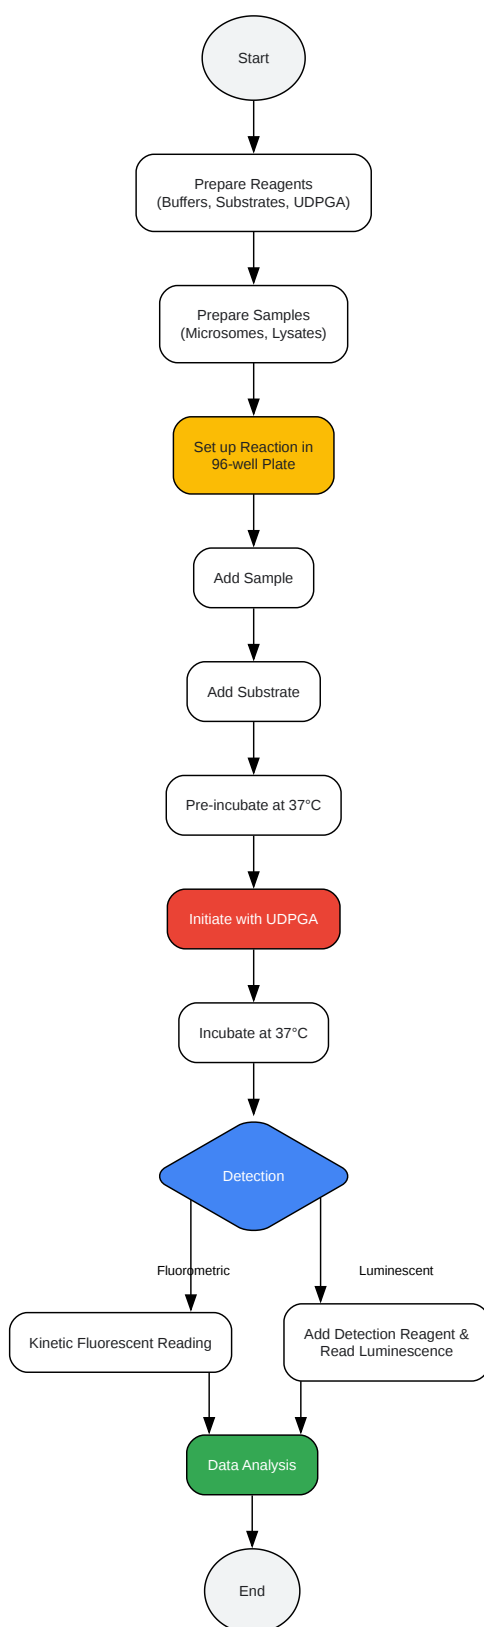 Start
Prepare Reagents
(Buffers, Substrates, UDPGA)
Prepare Samples
(Microsomes, Lysates)
Set up Reaction in
96-well Plate
Add Sample
Add Substrate
Pre-incubate at 37°C
Initiate with UDPGA
Incubate at 37°C
Detection
Fluorometric
Luminescent
Kinetic Fluorescent Reading
Add Detection Reagent &
Read Luminescence
Data Analysis
End